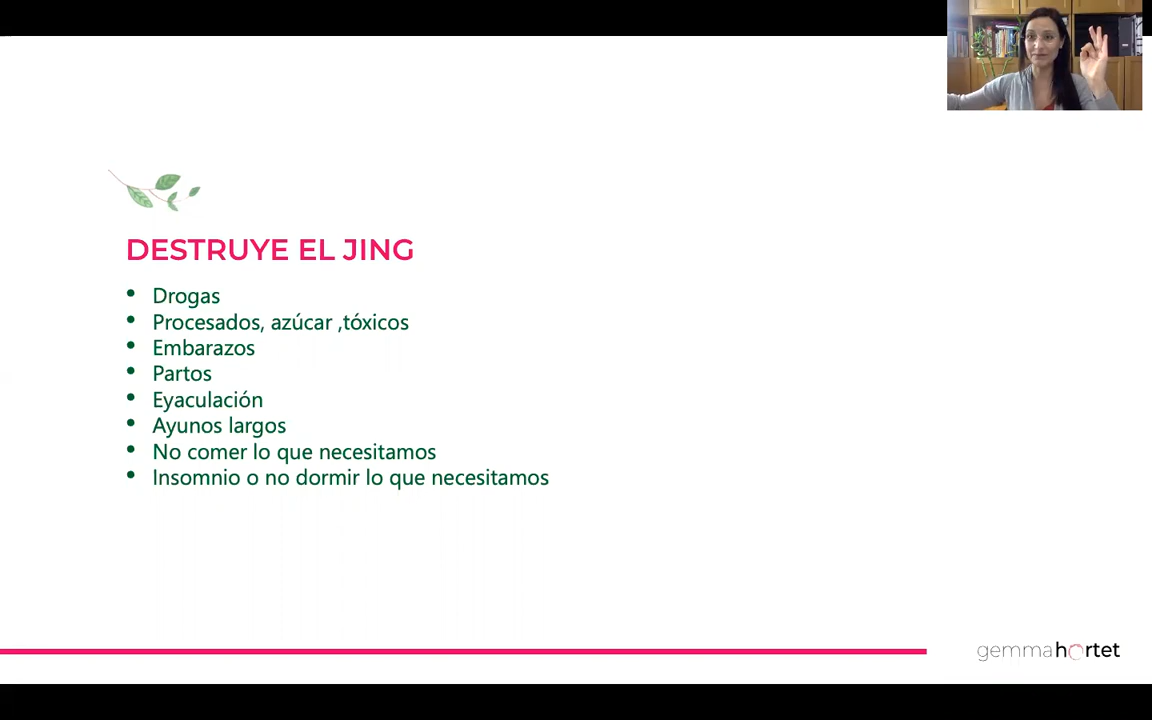 DESTRUYE EL JING
• Drogas
• Procesados, azúcar ,tóxicos
• Embarazos
• Partos
• Eyaculación
• Ayunos largos
• No comer lo que necesitamos
• Insomnio o no dormir lo que necesitamos
gemmahortet